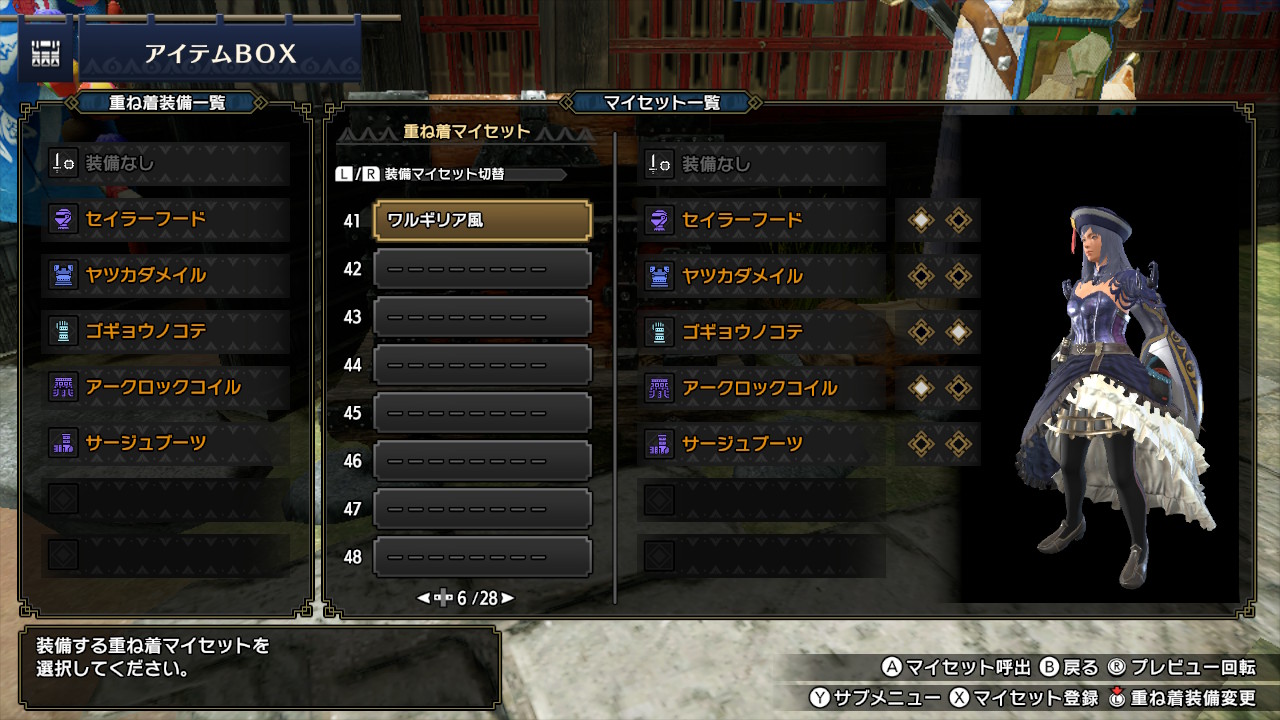 アイテムBOX
重ね着装備一覧
装備なし
セイラーフード
ヤツカダメイル
ゴギョウノコテ
アークロックコイル
サージュブーツ
マイセット一覧
重ね着マイセット
L/R 装備マイセット切替
41 ワルギリア風
42 --------
43 --------
44 --------
45 --------
46 --------
47 --------
48 --------
6/28
装備なし
セイラーフード
ヤツカダメイル
ゴギョウノコテ
アークロックコイル
サージュブーツ
装備する重ね着マイセットを
選択してください。
Aマイセット呼出 B戻る Rプレビュー回転
Yサブメニュー Xマイセット登録 L重ね着装備変更